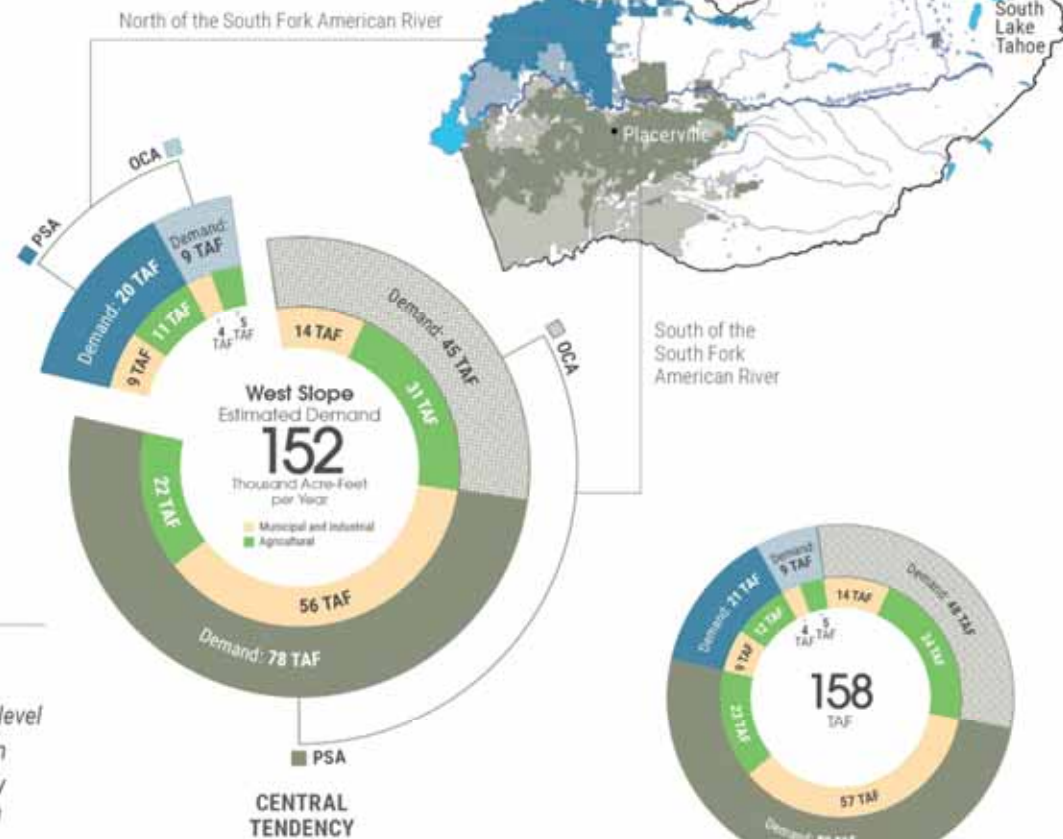 North of the South Fork American River
South
Lake
Tahoe
Placerville
OCA
PSA
Demand:
9 TAF
Demand: 20 TAF
11 TAF
9 TAF
4
TAF
5
TAF
Demand: 45 TAF
14 TAF
31 TAF
OCA
South of the
South Fork
American River
West Slope
Estimated Demand
152
Thousand Acre-Feet
per Year
Municipal and Industrial
Agricultural
22 TAF
56 TAF
Demand: 78 TAF
PSA
CENTRAL
TENDENCY
level
Demand:
9 TAF
Demand: 21 TAF
12 TAF
9 TAF
4
TAF
5
TAF
14 TAF
Demand: 48 TAF
34 TAF
158
TAF
23 TAF
57 TAF
Demand: